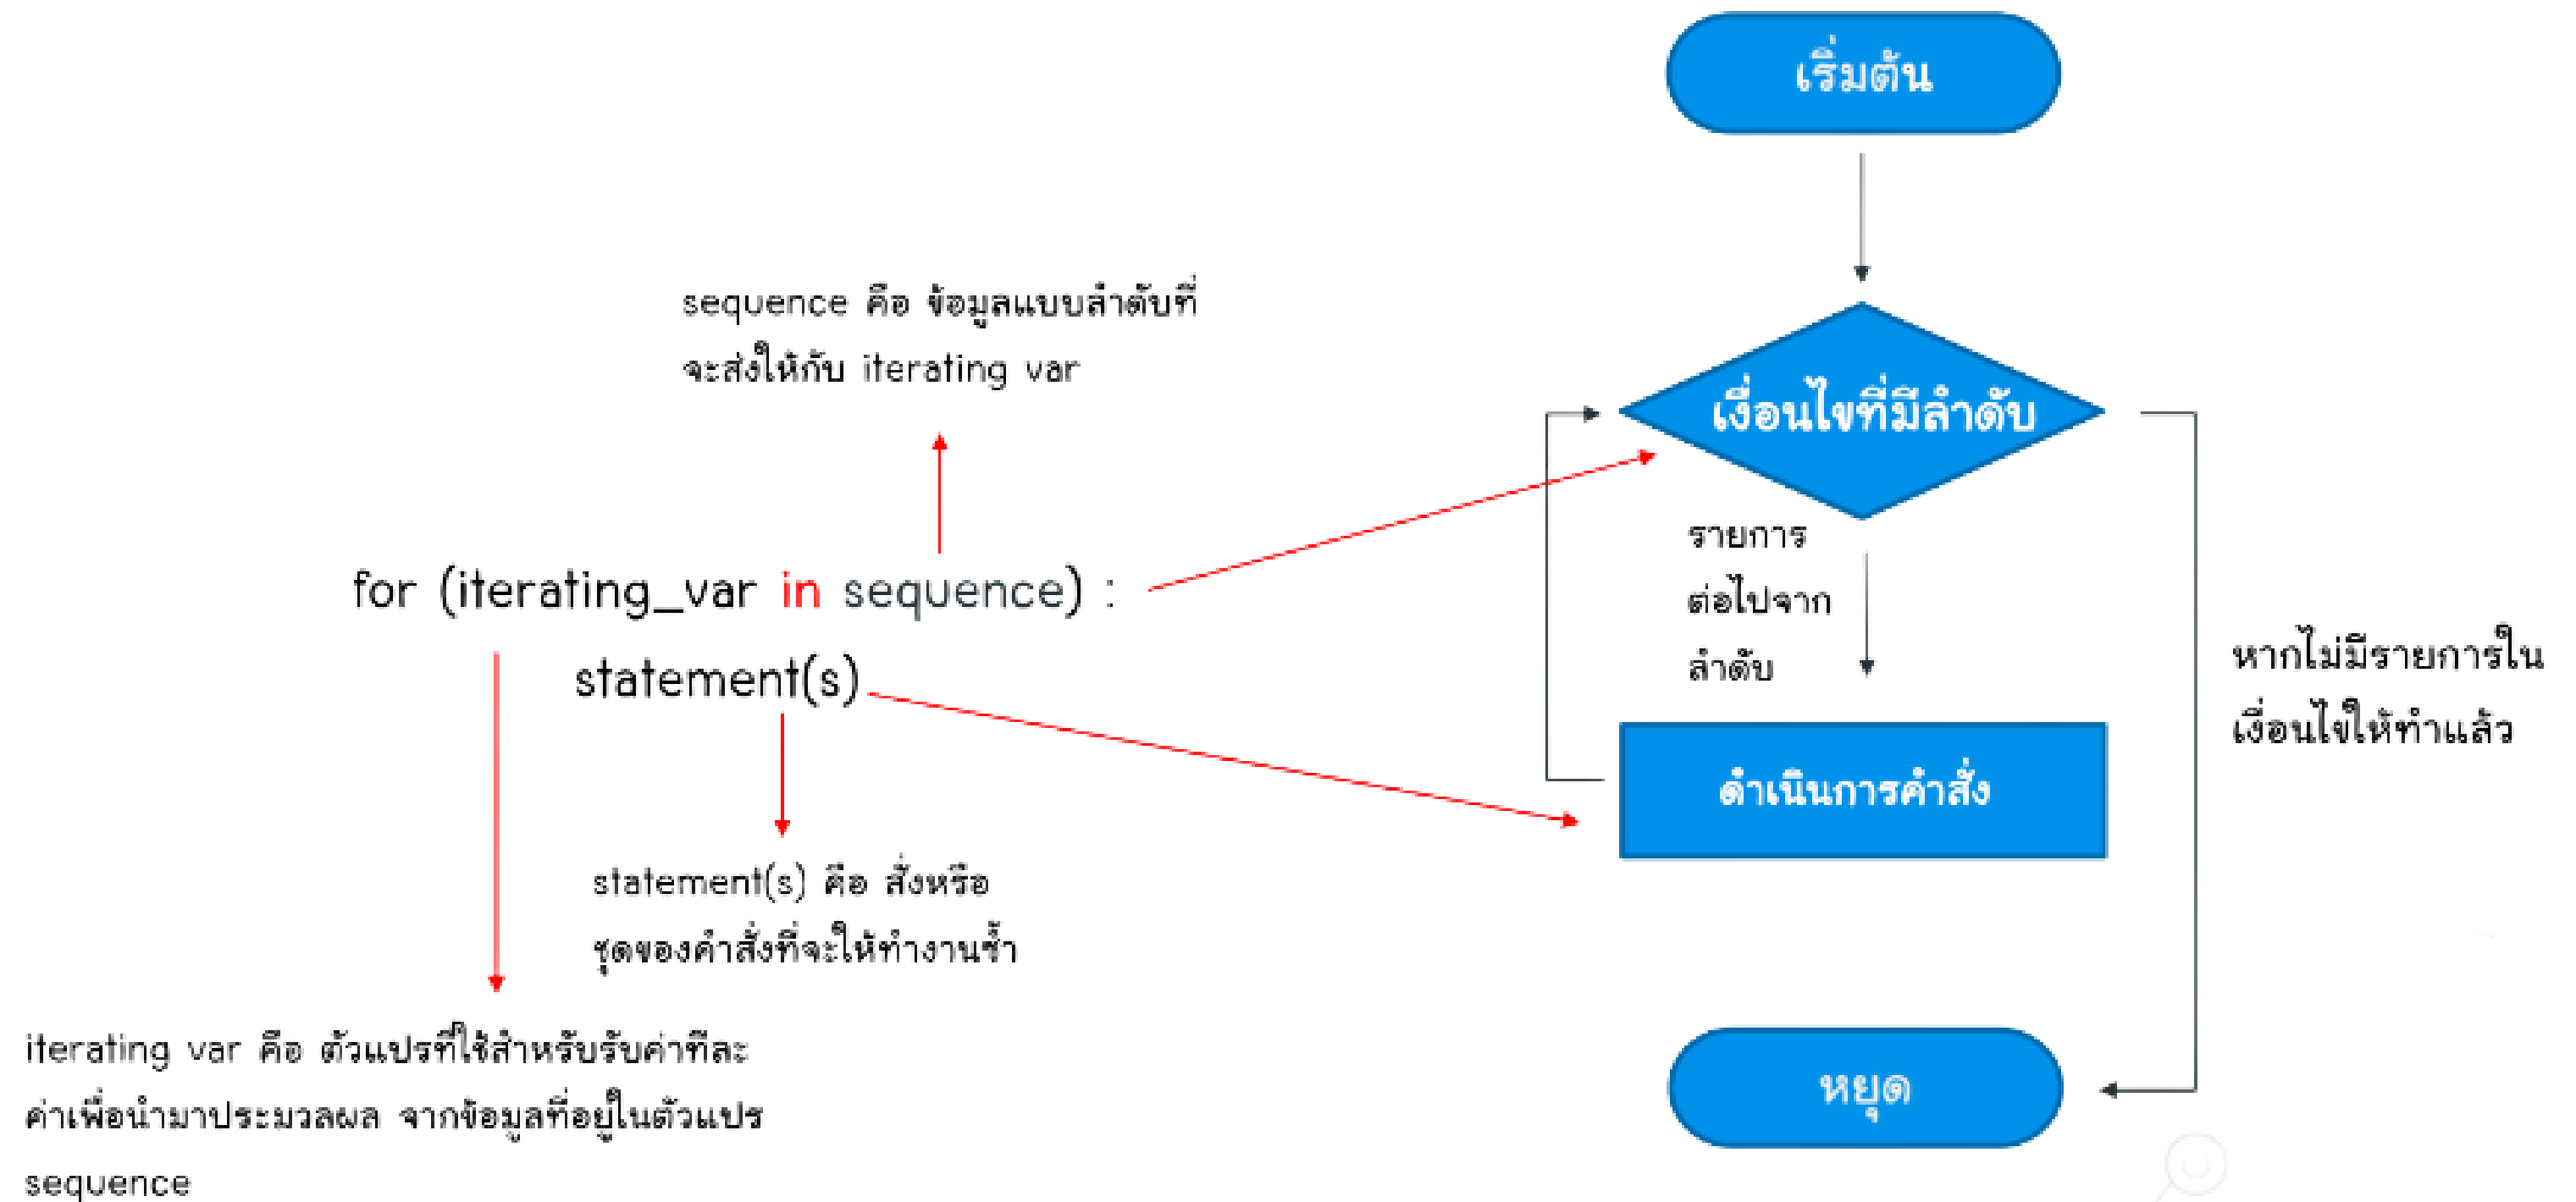 เริ่มต้น
sequence คือ ข้อมูลแบบลำดับที่
จะส่งให้กับ iterating var
เงื่อนไขที่มีลำดับ
for (iterating_var in sequence) :
statement(s)
รายการ
ต่อไปจาก
ลำดับ
หากไม่มีรายการใน
เงื่อนไขให้ทำแล้ว
ดำเนินการคำสั่ง
statement(s) คือ สั่งหรือ
ชุดของคำสั่งที่จะให้ทำงานซ้ำ
iterating var คือ ตัวแปรที่ใช้สำหรับรับค่าทีละ
ค่าเพื่อนำมาประมวลผล จากข้อมูลที่อยู่ในตัวแปร
sequence
หยุด